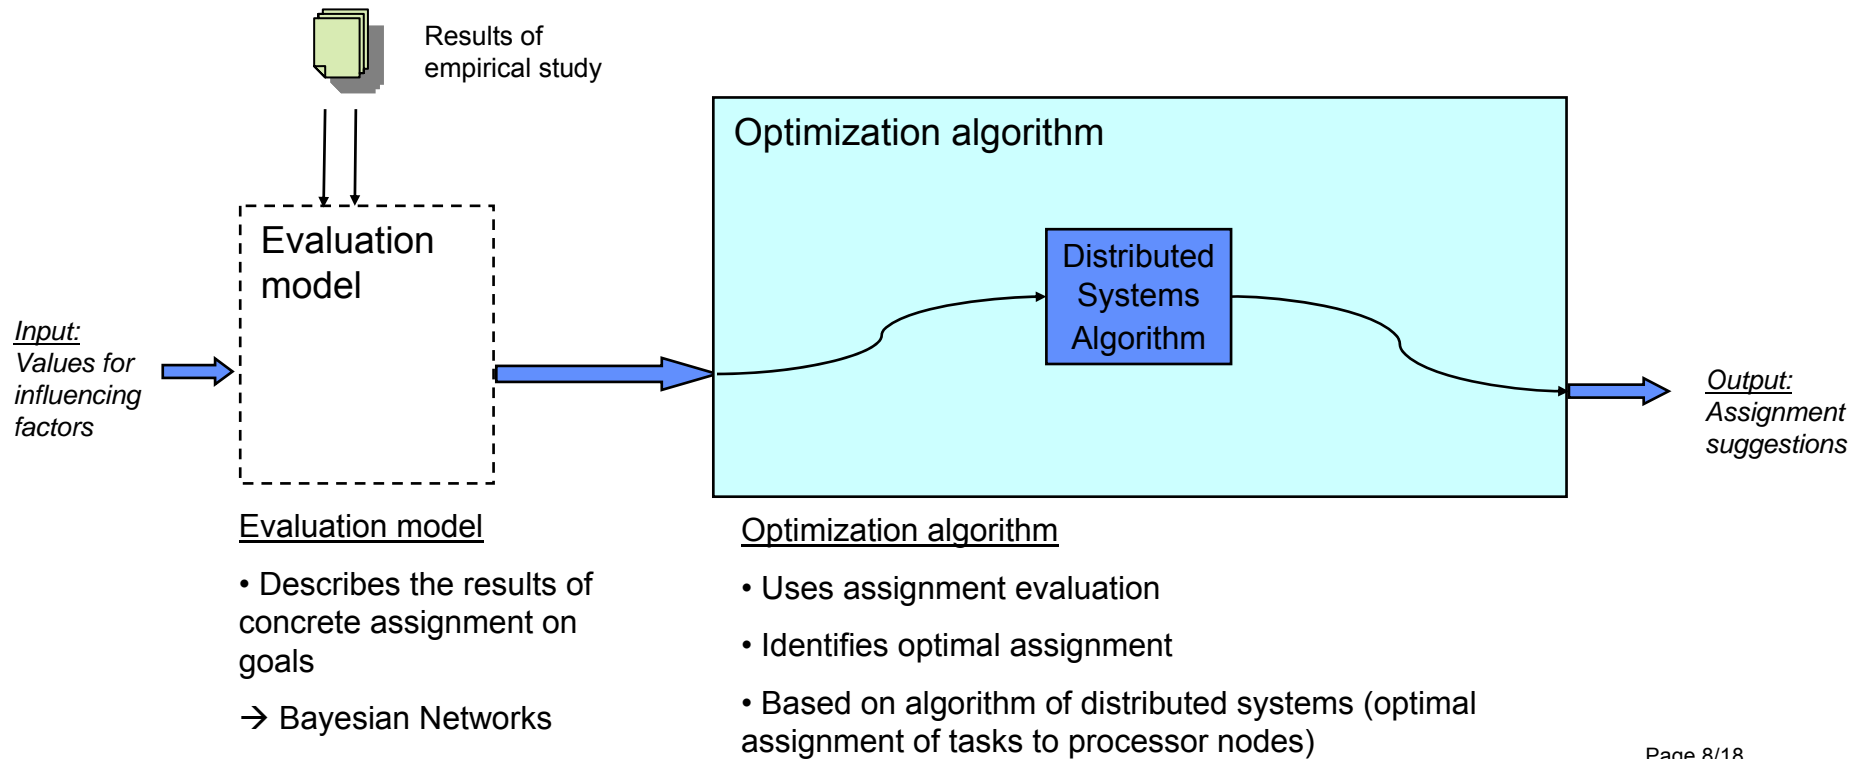 Results of
empirical study
Optimization algorithm
Evaluation
model
Distributed
Systems
Algorithm
Input:
Values for
influencing
factors
Output:
Assignment
suggestions
Evaluation model
• Describes the results of
concrete assignment on
goals
→ Bayesian Networks
Optimization algorithm
• Uses assignment evaluation
• Identifies optimal assignment
• Based on algorithm of distributed systems (optimal
assignment of tasks to processor nodes)
Page 8/18